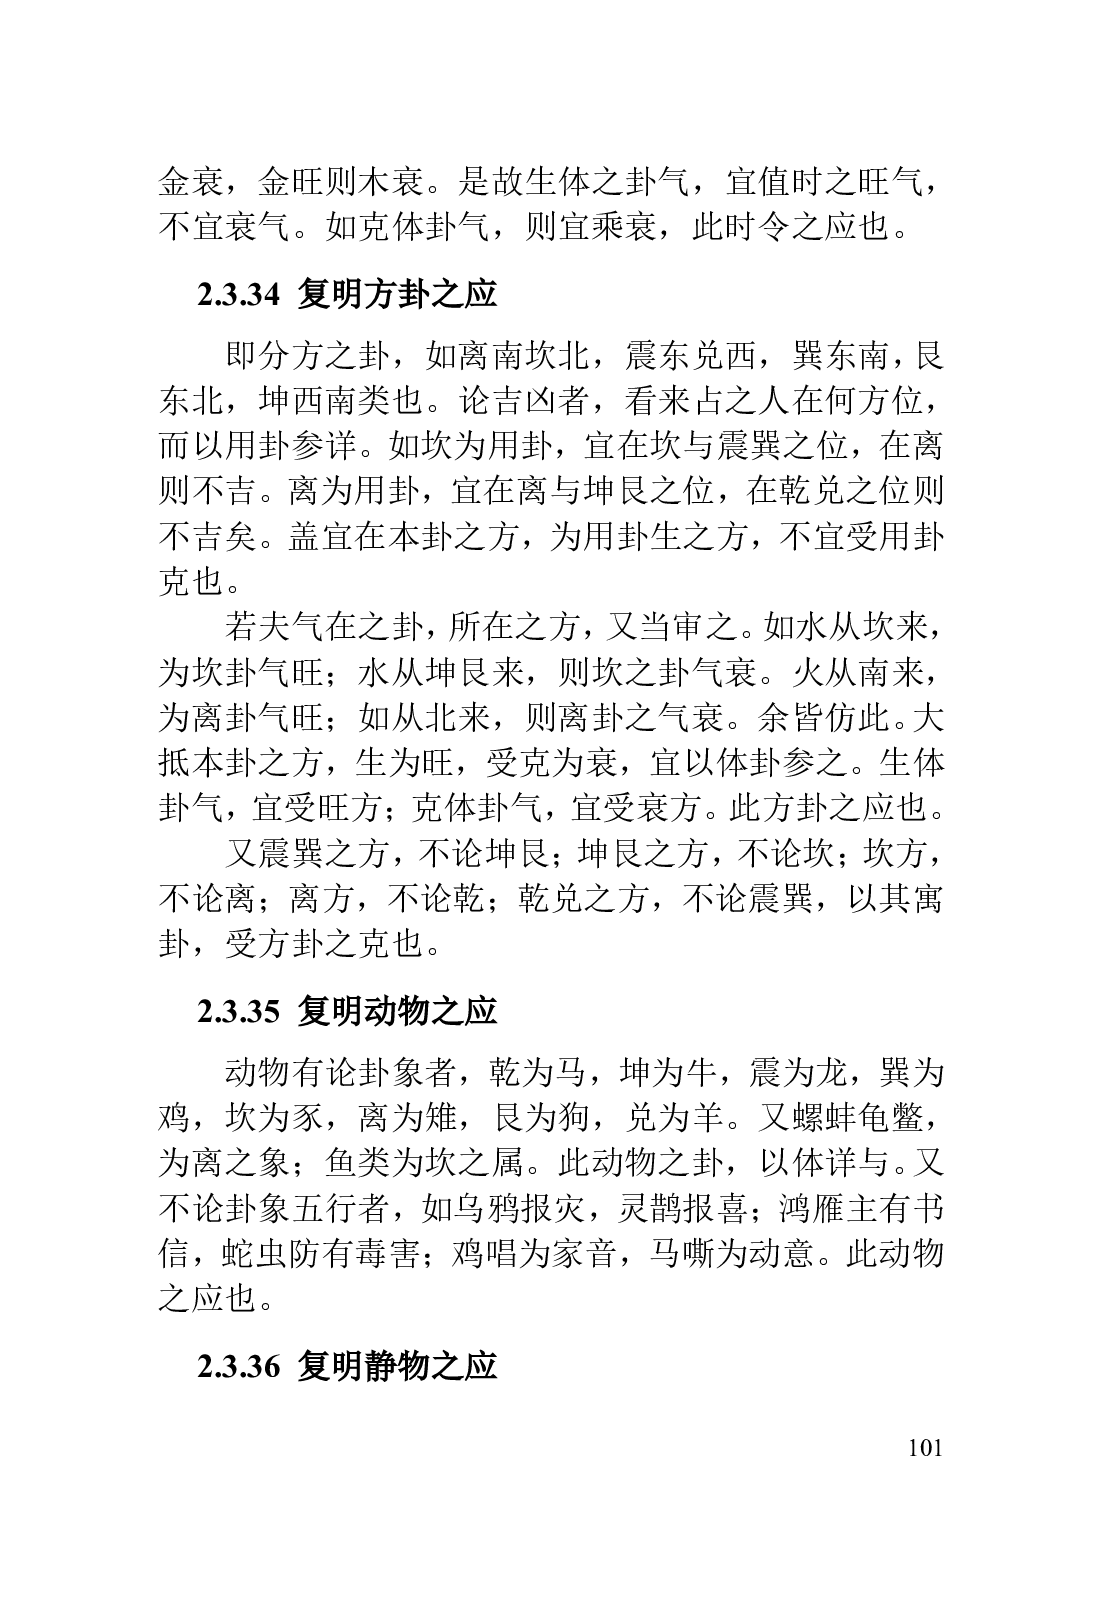 金衰，金旺则木衰。是故生体之卦气，宜值时之旺气，
不宜衰气。如克体卦气，则宜乘衰，此时令之应也。
2.3.34 复明方卦之应
即分方之卦，如离南坎北，震东兑西，巽东南，艮
东北，坤西南类也。论吉凶者，看来占之人在何方位，
而以用卦参详。如坎为用卦，宜在坎与震巽之位，在离
则不吉。离为用卦，宜在离与坤艮之位，在乾兑之位则
不吉矣。盖宜在本卦之方，为用卦生之方，不宜受用卦
克也。
若夫气在之卦，所在之方，又当审之。如水从坎来，
为坎卦气旺；水从坤艮来，则坎之卦气衰。火从南来，
为离卦气旺；如从北来，则离卦之气衰。余皆仿此。大
抵本卦之方，生为旺，受克为衰，宜以体卦参之。生体
卦气，宜受旺方；克体卦气，宜受衰方。此方卦之应也。
又震巽之方，不论坤艮；坤艮之方，不论坎；坎方，
不论离；离方，不论乾；乾兑之方，不论震巽，以其寓
卦，受方卦之克也。
2.3.35 复明动物之应
动物有论卦象者，乾为马，坤为牛，震为龙，巽为
鸡，坎为豕，离为雉，艮为狗，兑为羊。又螺蚌龟鳖，
为离之象；鱼类为坎之属。此动物之卦，以体详与。又
不论卦象五行者，如乌鸦报灾，灵鹊报喜；鸿雁主有书
信，蛇虫防有毒害；鸡唱为家音，马嘶为动意。此动物
之应也。
2.3.36 复明静物之应
101